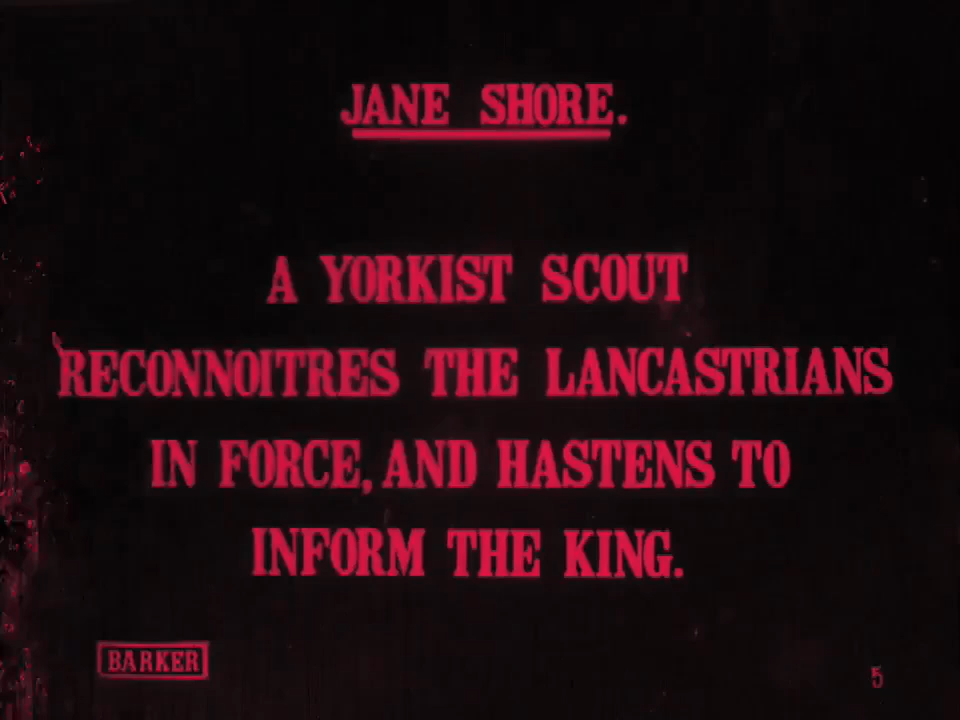 JANE SHORE.
A YORKIST SCOUT
RECONNOITRES THE LANCASTRIANS
IN FORCE, AND HASTENS TO
INFORM THE KING.
BARKER
5